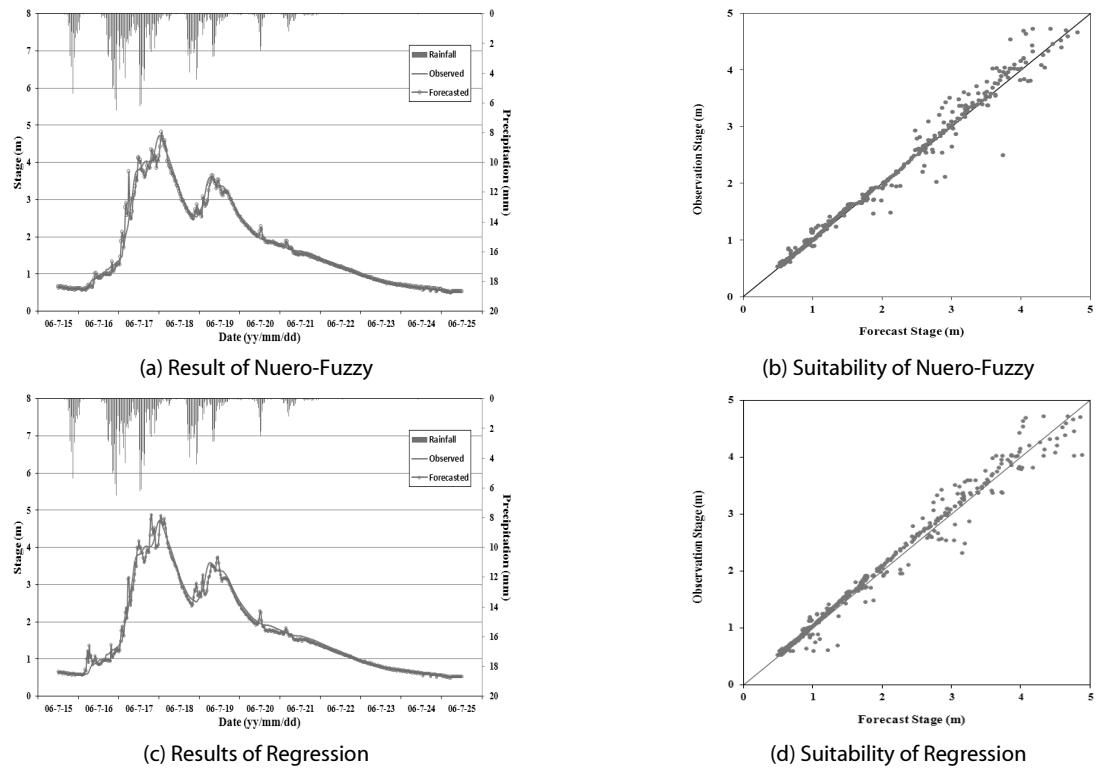 8
7
6
5
4
3
2
1
0
Stage (m)
0
2
4
6
8
10
12
14
16
18
20
Precipitation (mm)
Rainfall
Observed
Forecasted
06-7-15 06-7-16 06-7-17 06-7-18 06-7-19 06-7-20 06-7-21 06-7-22 06-7-23 06-7-24 06-7-25
Date (yy/mm/dd)
(a) Result of Nuero-Fuzzy
5
4
3
2
1
0
Observation Stage (m)
1 2 3 4 5
Forecast Stage (m)
(b) Suitability of Nuero-Fuzzy
8
7
6
5
4
3
2
1
0
Stage (m)
0
2
4
6
8
10
12
14
16
18
20
Precipitation (mm)
Rainfall
Observed
Forecasted
06-7-15 06-7-16 06-7-17 06-7-18 06-7-19 06-7-20 06-7-21 06-7-22 06-7-23 06-7-24 06-7-25
Date (yy/mm/dd)
(c) Results of Regression
5
4
3
2
1
0
Observation Stage (m)
1 2 3 4 5
Forecast Stage (m)
(d) Suitability of Regression